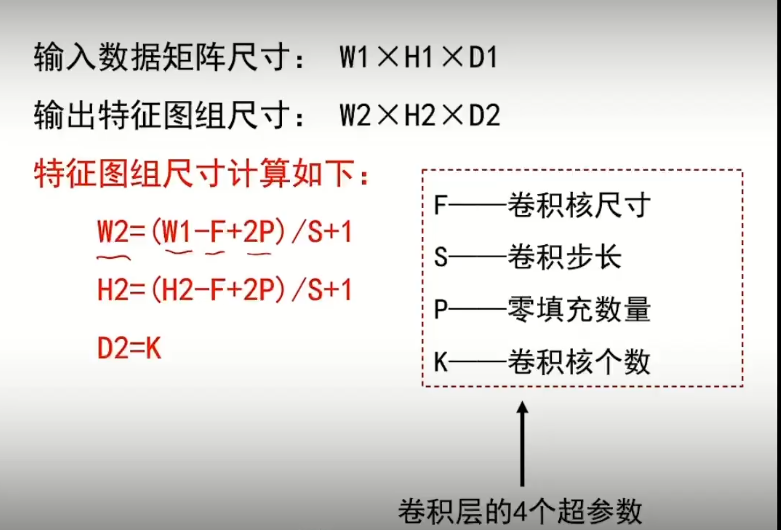 输入数据矩阵尺寸： W1×H1×D1
输出特征图组尺寸： W2×H2×D2
特征图组尺寸计算如下：
W2=(W1-F+2P)/S+1
H2=(H2-F+2P)/S+1
D2=K
F——卷积核尺寸
S——卷积步长
P——零填充数量
K——卷积核个数
卷积层的4个超参数